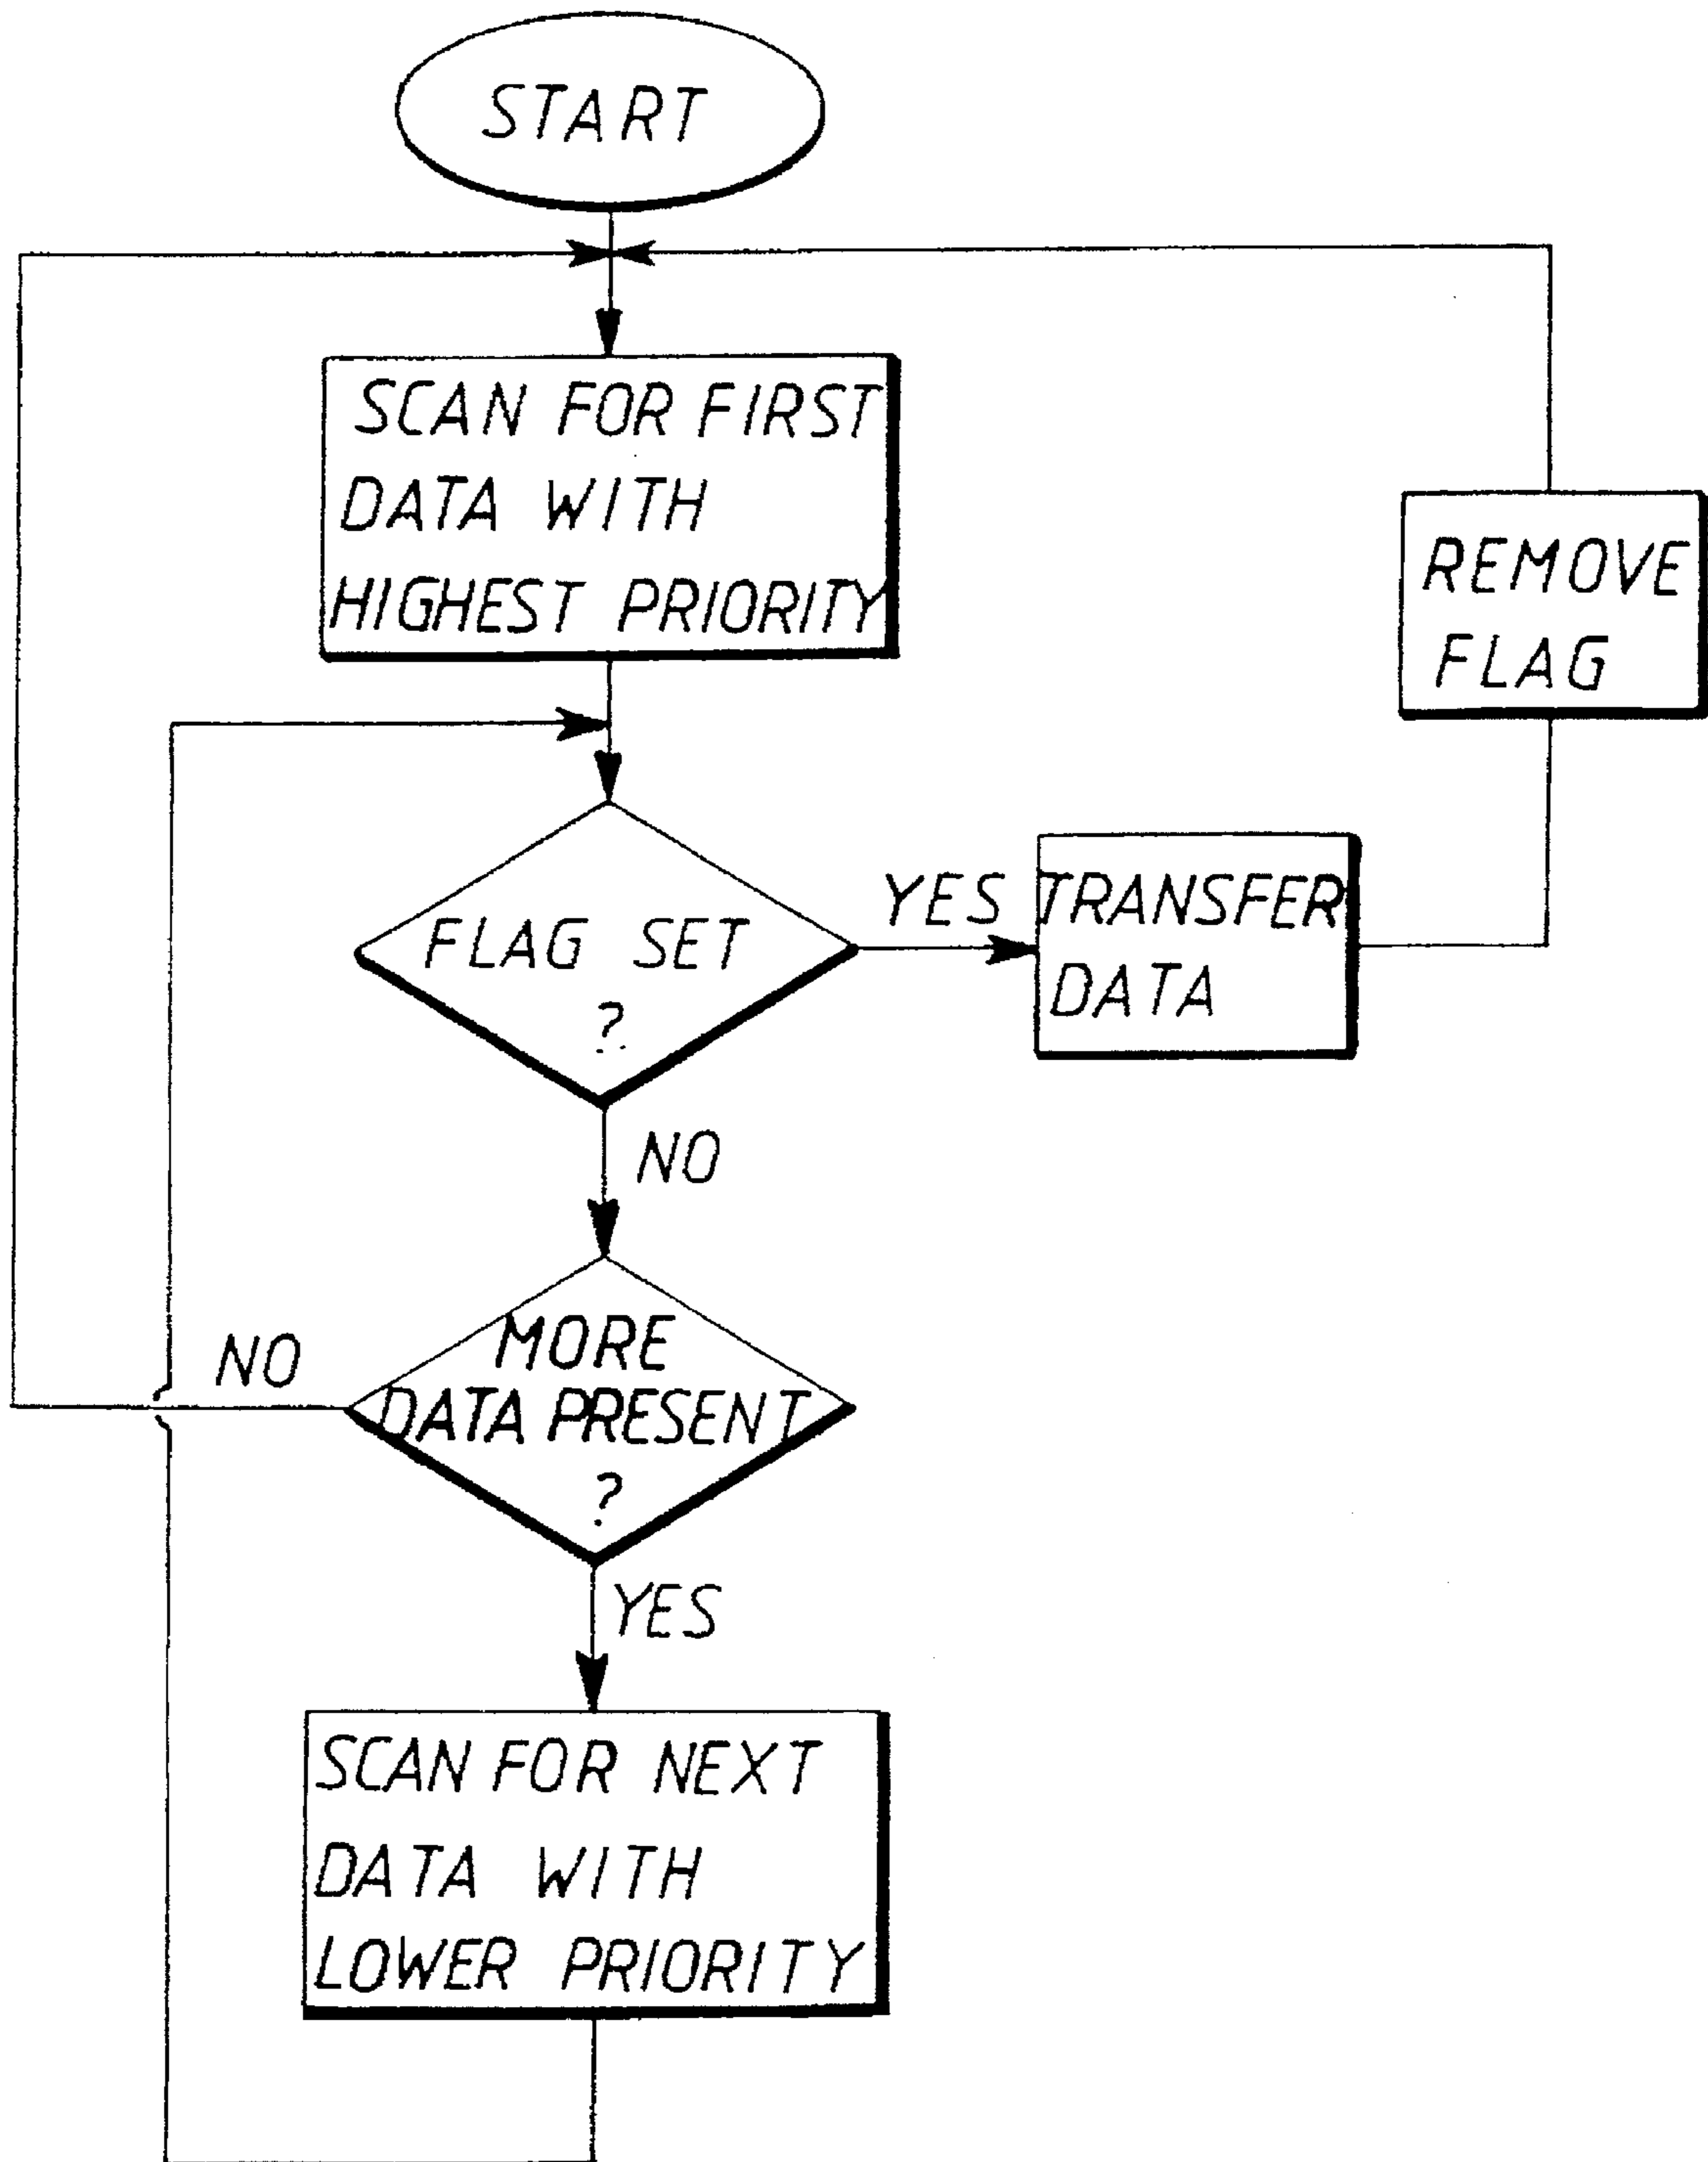 START
SCAN FOR FIRST
DATA WITH
HIGHEST PRIORITY
REMOVE
FLAG
FLAG SET
?
YES
TRANSFER
DATA
NO
MORE
DATA PRESENT
?
NO
YES
SCAN FOR NEXT
DATA WITH
LOWER PRIORITY